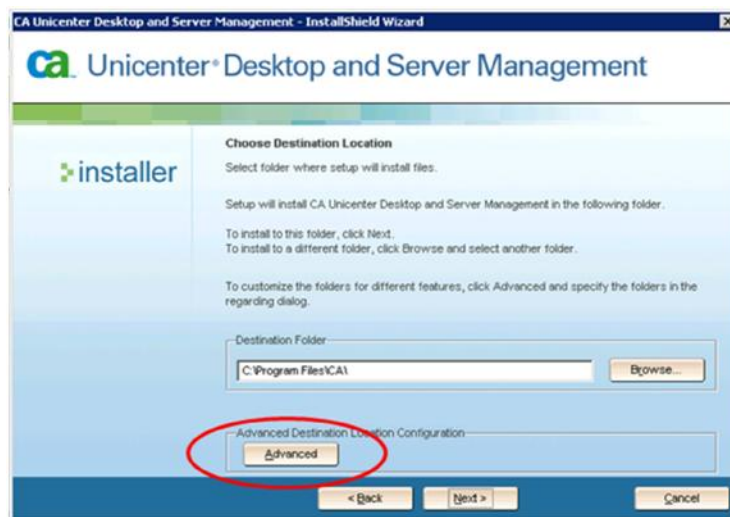 CA Unicenter Desktop and Server Management - InstallShield Wizard
ca Unicenter® Desktop and Server Management
installer
Choose Destination Location
Select folder where setup will install files.
Setup will install CA Unicenter Desktop and Server Management in the following folder.
To install to this folder, click Next.
To install to a different folder, click Browse and select another folder.
To customize the folders for different features, click Advanced and specify the folders in the
regarding dialog.
Destination Folder
C:\Program Files\CA\
Browse...
Advanced Destination Location Configuration
Advanced
< Back
Next >
Cancel